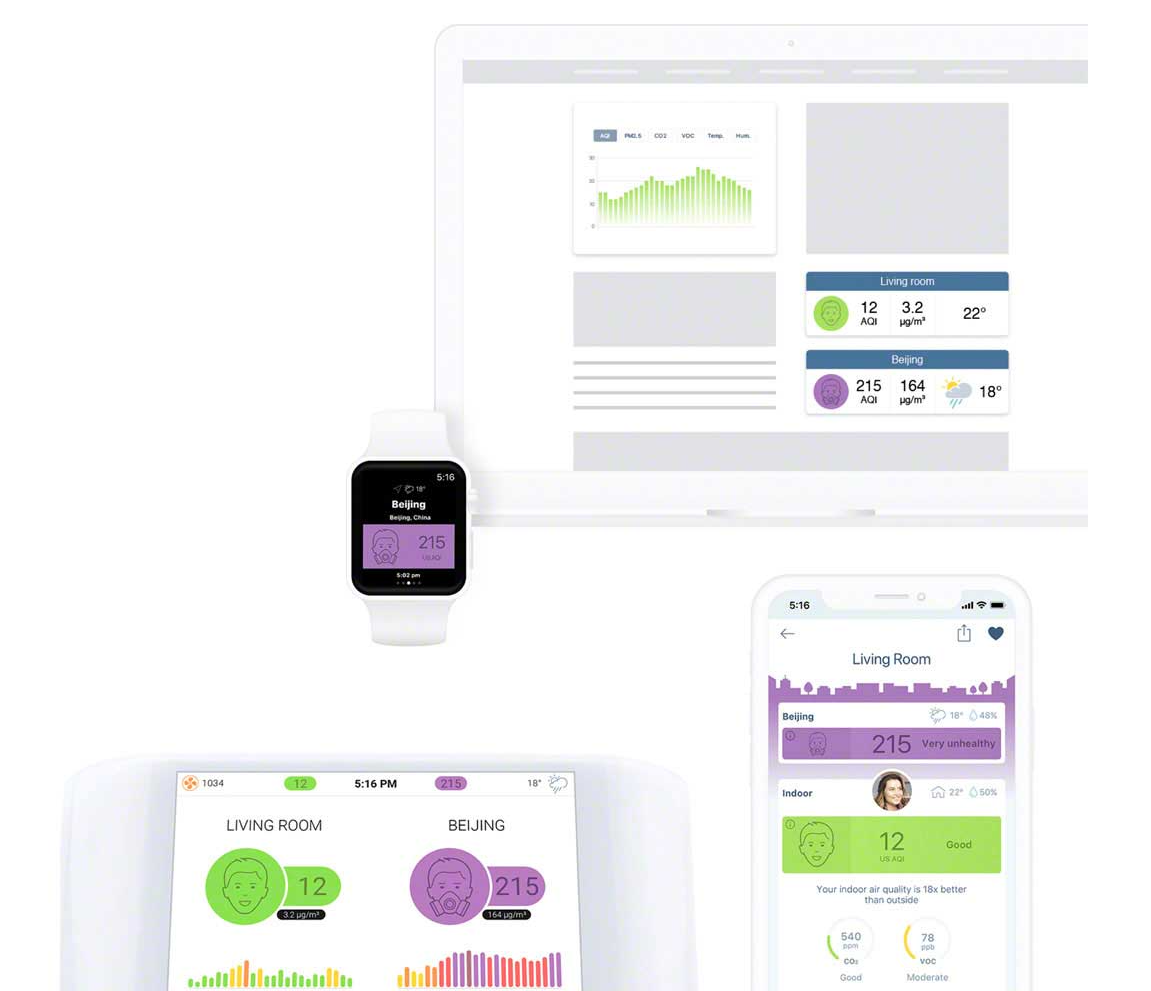 AQI PM2.5 CO2 VOC Temp. Hum.
30
20
10
0
Living room
12 AQI 3.2 µg/m³ 22°
Beijing
215 AQI 164 µg/m³ 18°
5:16
18°
Beijing
Beijing, China
215
US AQI
5:02 pm
5:16
Living Room
Beijing 18° 48%
215 Very unhealthy
Indoor 22° 50%
12 Good
US AQI
Your indoor air quality is 18x better
than outside
540 78
ppm ppb
CO₂ VOC
Good Moderate
1034 12 5:16 PM 215 18°
LIVING ROOM BEIJING
12 215
3.2 µg/m³ 164 µg/m³